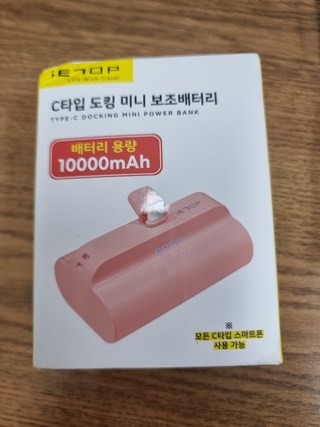 iETOP
C타입 도킹 미니 보조배터리
TYPE-C DOCKING MINI POWER BANK
배터리 용량
10000mAh
iETOP
※
모든 C타입 스마트폰
사용 가능